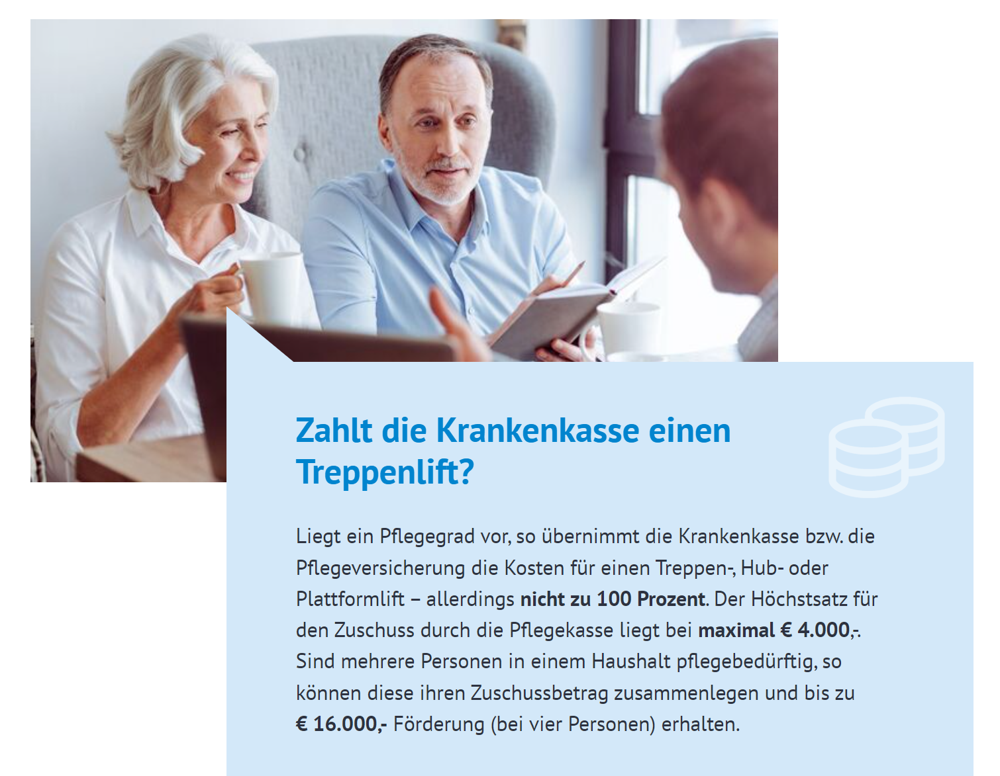 Zahlt die Krankenkasse einen
Treppenlift?
Liegt ein Pflegegrad vor, so übernimmt die Krankenkasse bzw. die
Pflegeversicherung die Kosten für einen Treppen-, Hub- oder
Plattformlift – allerdings nicht zu 100 Prozent. Der Höchstsatz für
den Zuschuss durch die Pflegekasse liegt bei maximal € 4.000,-.
Sind mehrere Personen in einem Haushalt pflegebedürftig, so
können diese ihren Zuschussbetrag zusammenlegen und bis zu
€ 16.000,- Förderung (bei vier Personen) erhalten.